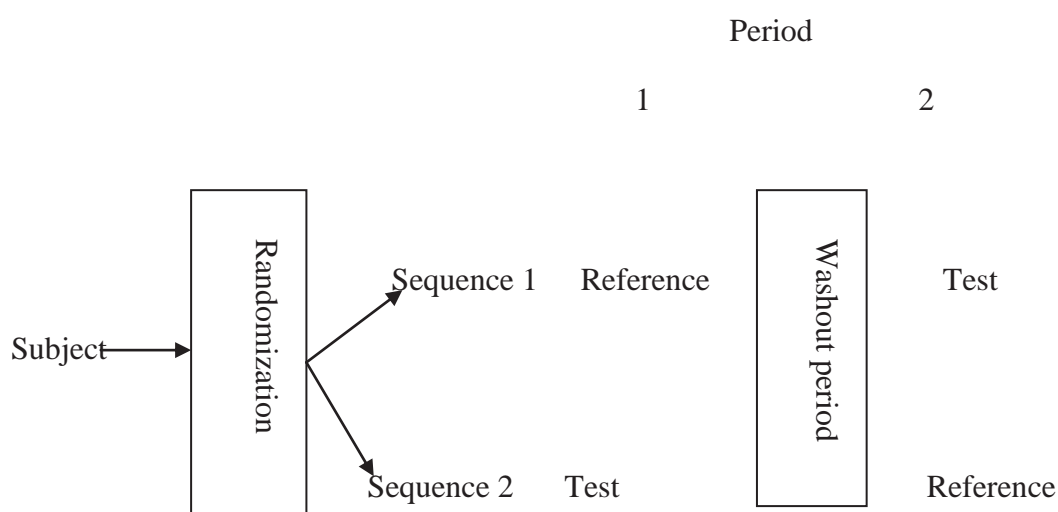 Period
1 2
Randomization
Washout period
Sequence 1 Reference Test
Subject
Sequence 2 Test Reference